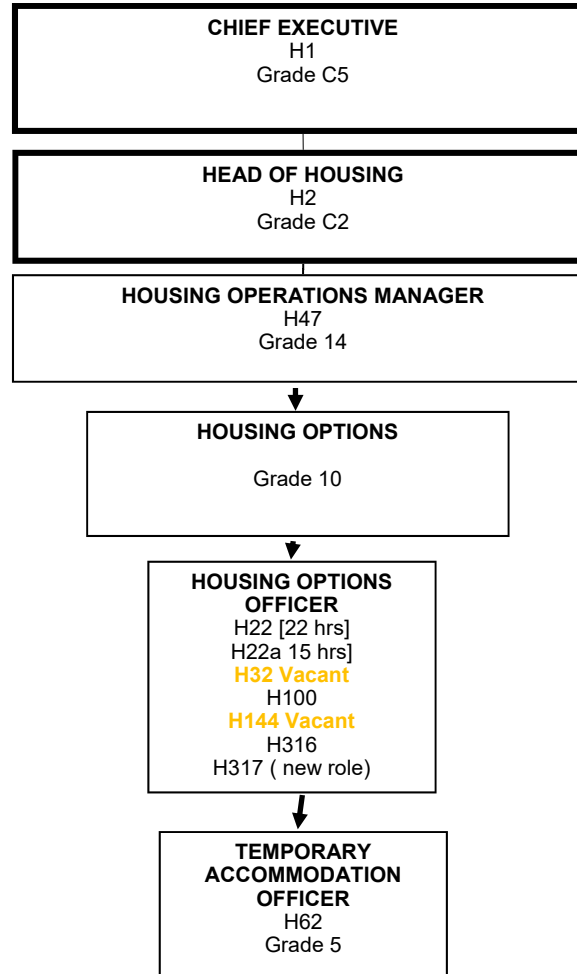 CHIEF EXECUTIVE
H1
Grade C5
HEAD OF HOUSING
H2
Grade C2
HOUSING OPERATIONS MANAGER
H47
Grade 14
HOUSING OPTIONS
Grade 10
HOUSING OPTIONS
OFFICER
H22 [22 hrs]
H22a 15 hrs]
H32 Vacant
H100
H144 Vacant
H316
H317 ( new role)
TEMPORARY
ACCOMMODATION
OFFICER
H62
Grade 5